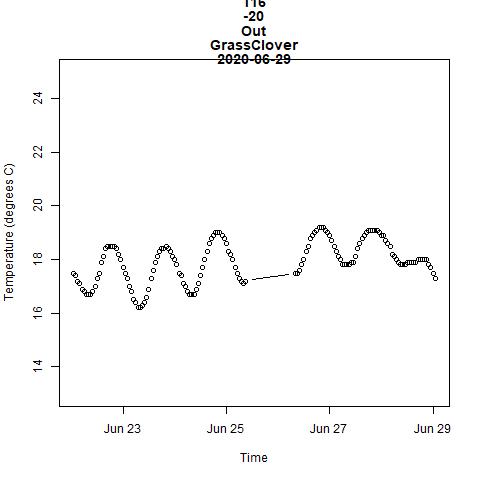 T16
-20
Out
GrassClover
2020-06-29
Temperature (degrees C)
24
22
20
18
16
14
Jun 23
Jun 25
Jun 27
Jun 29
Time